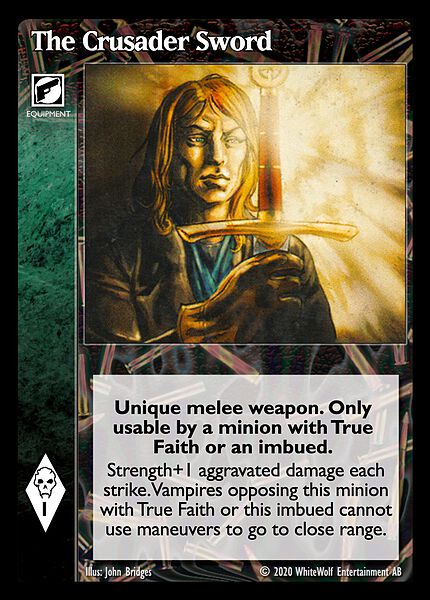 The Crusader Sword
EQUIPMENT
Unique melee weapon. Only
usable by a minion with True
Faith or an imbued.
Strength+1 aggravated damage each
strike. Vampires opposing this minion
with True Faith or this imbued cannot
use maneuvers to go to close range.
1
Illus: John Bridges
© 2020 WhiteWolf Entertainment AB